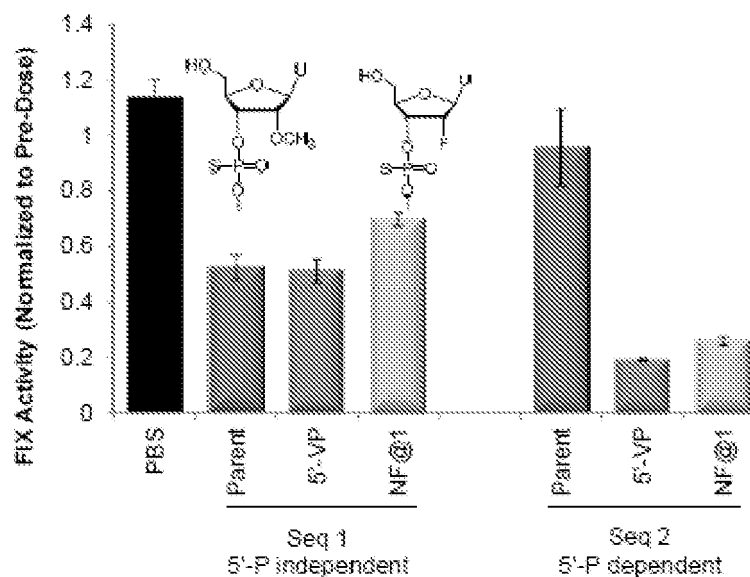 FIX Activity (Normalized to Pre-Dose)
1.4
1.2
1
0.8
0.6
0.4
0.2
0
HO
O
U
O
OCH3
S P O
O
HO
O
U
O
F
S P O
O
PBS
Parent
5'-VP
NF@1
Parent
5'-VP
NF@1
Seq 1
5'-P independent
Seq 2
5'-P dependent